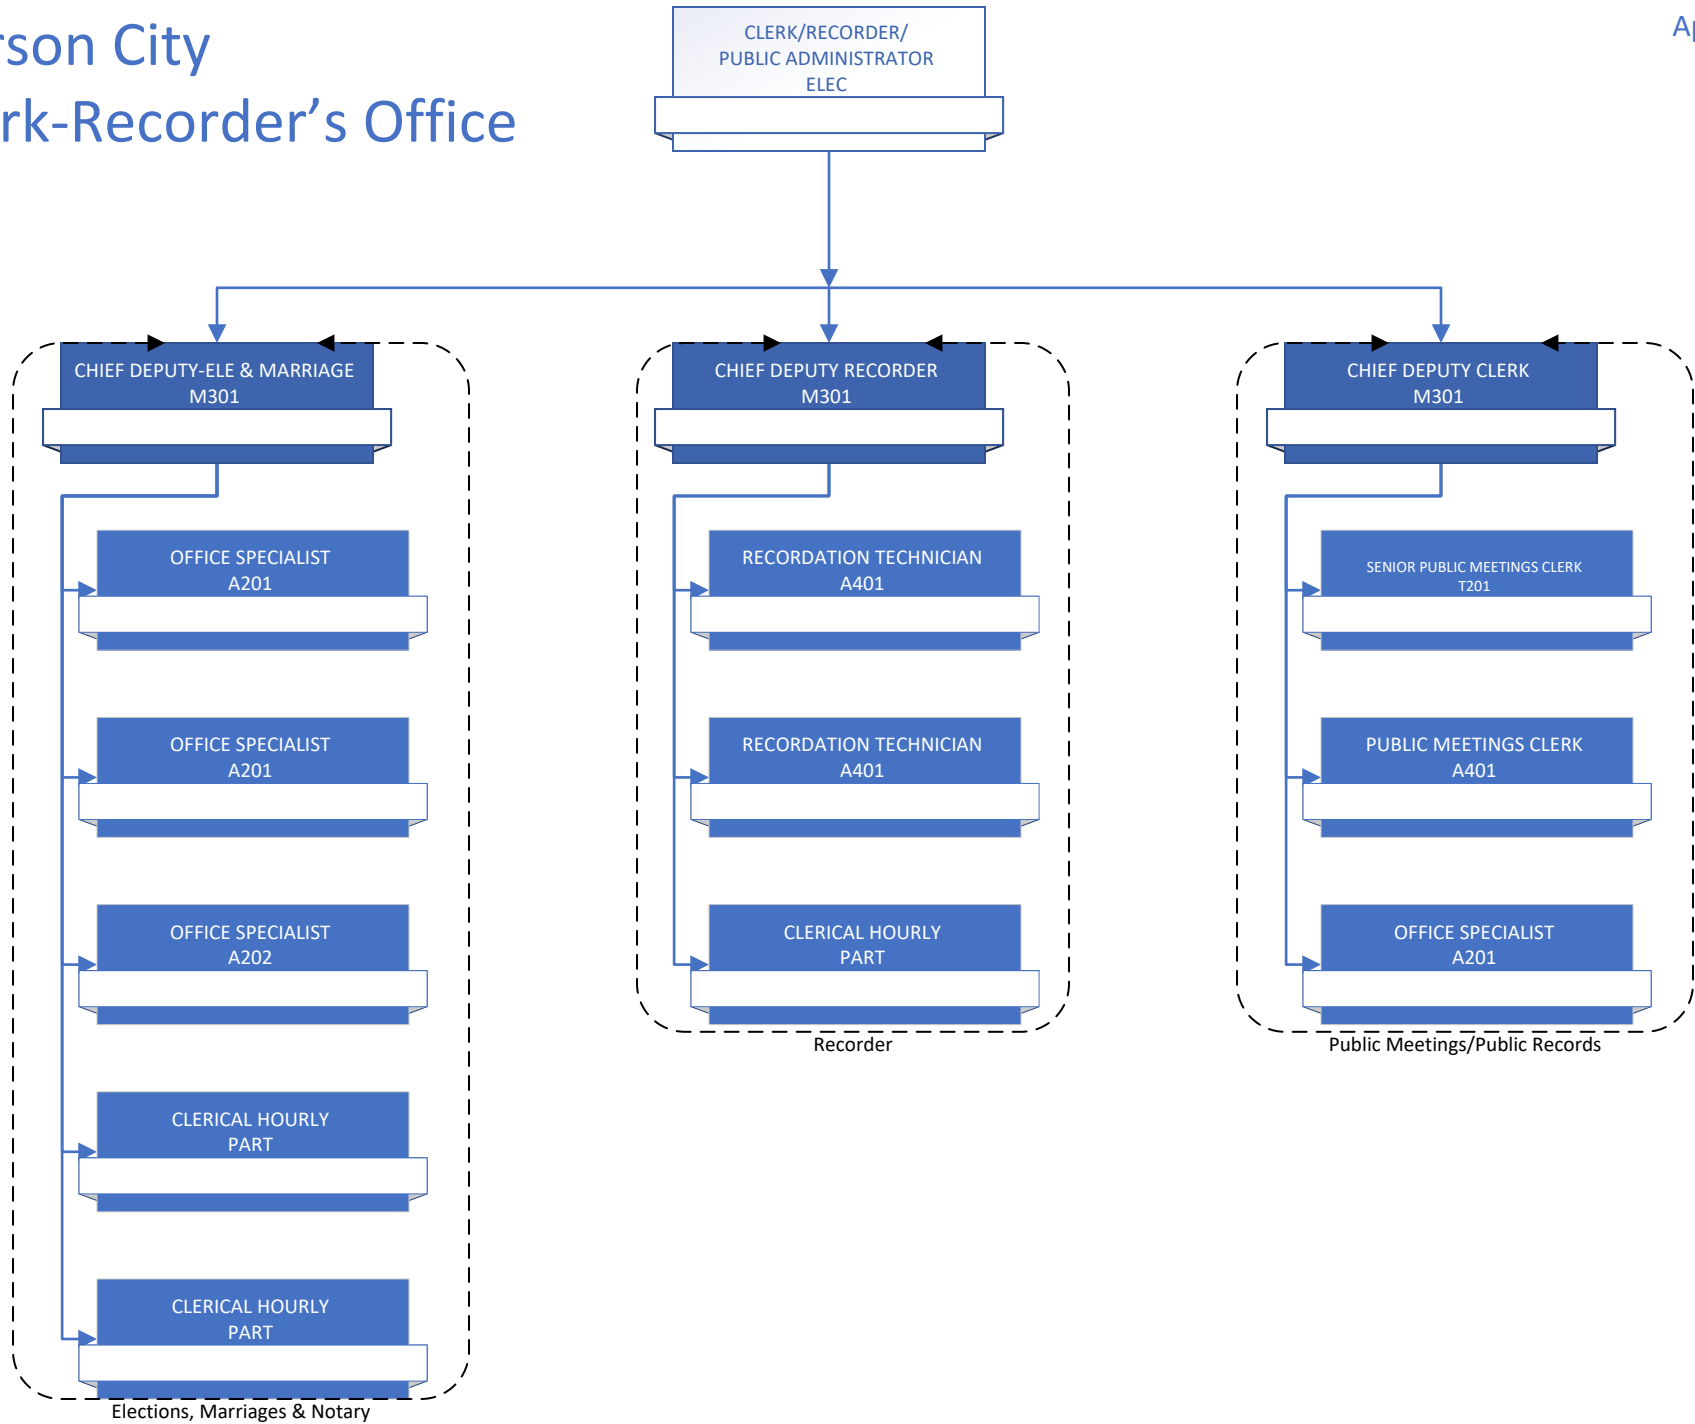 rson City
rk-Recorder's Office
CLERK/RECORDER/
PUBLIC ADMINISTRATOR
ELEC
CHIEF DEPUTY-ELE & MARRIAGE
M301
OFFICE SPECIALIST
A201
OFFICE SPECIALIST
A201
OFFICE SPECIALIST
A202
CLERICAL HOURLY
PART
CLERICAL HOURLY
PART
Elections, Marriages & Notary
CHIEF DEPUTY RECORDER
M301
RECORDATION TECHNICIAN
A401
RECORDATION TECHNICIAN
A401
CLERICAL HOURLY
PART
Recorder
CHIEF DEPUTY CLERK
M301
SENIOR PUBLIC MEETINGS CLERK
T201
PUBLIC MEETINGS CLERK
A401
OFFICE SPECIALIST
A201
Public Meetings/Public Records